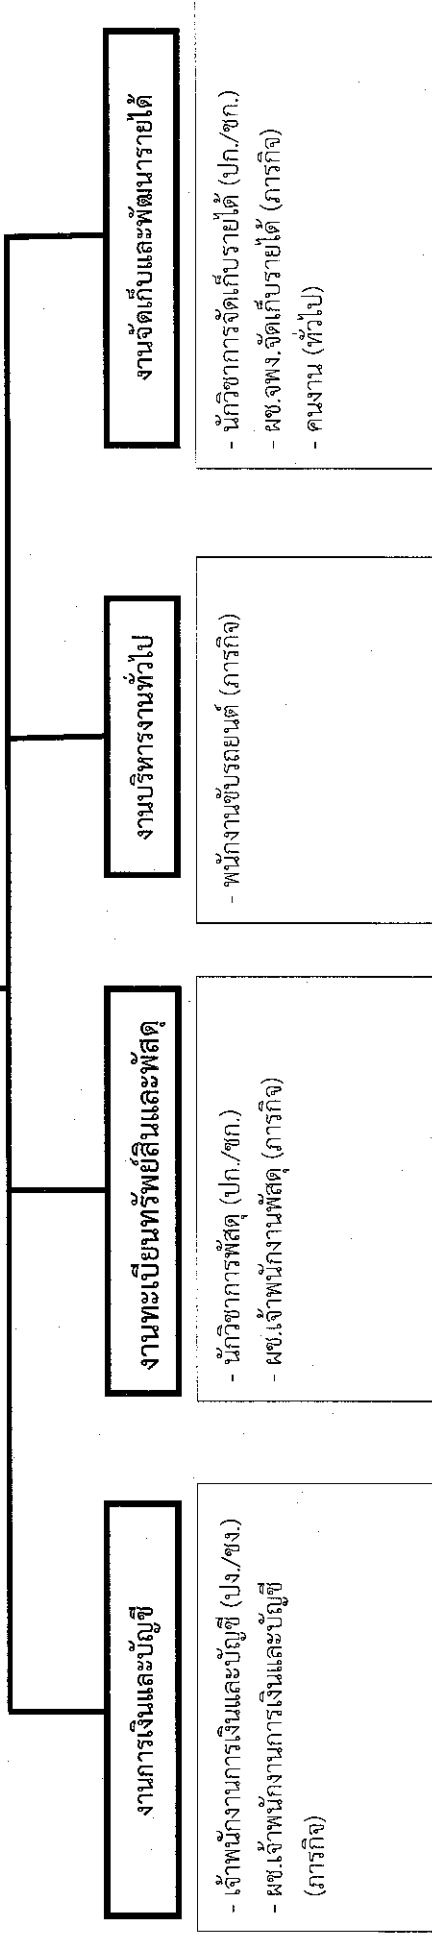 งานการเงินและบัญชี
- เจ้าพนักงานการเงินและบัญชี (ปง./ชง.)
- ผช.เจ้าพนักงานการเงินและบัญชี
(ภารกิจ)
งานทะเบียนทรัพย์สินและพัสดุ
- นักวิชาการพัสดุ (ปก./ชก.)
- ผช.เจ้าพนักงานพัสดุ (ภารกิจ)
งานบริหารงานทั่วไป
- พนักงานขับรถยนต์ (ภารกิจ)
งานจัดเก็บและพัฒนารายได้
- นักวิชาการจัดเก็บรายได้ (ปก./ชก.)
- ผช.จพง.จัดเก็บรายได้ (ภารกิจ)
- คนงาน (ทั่วไป)